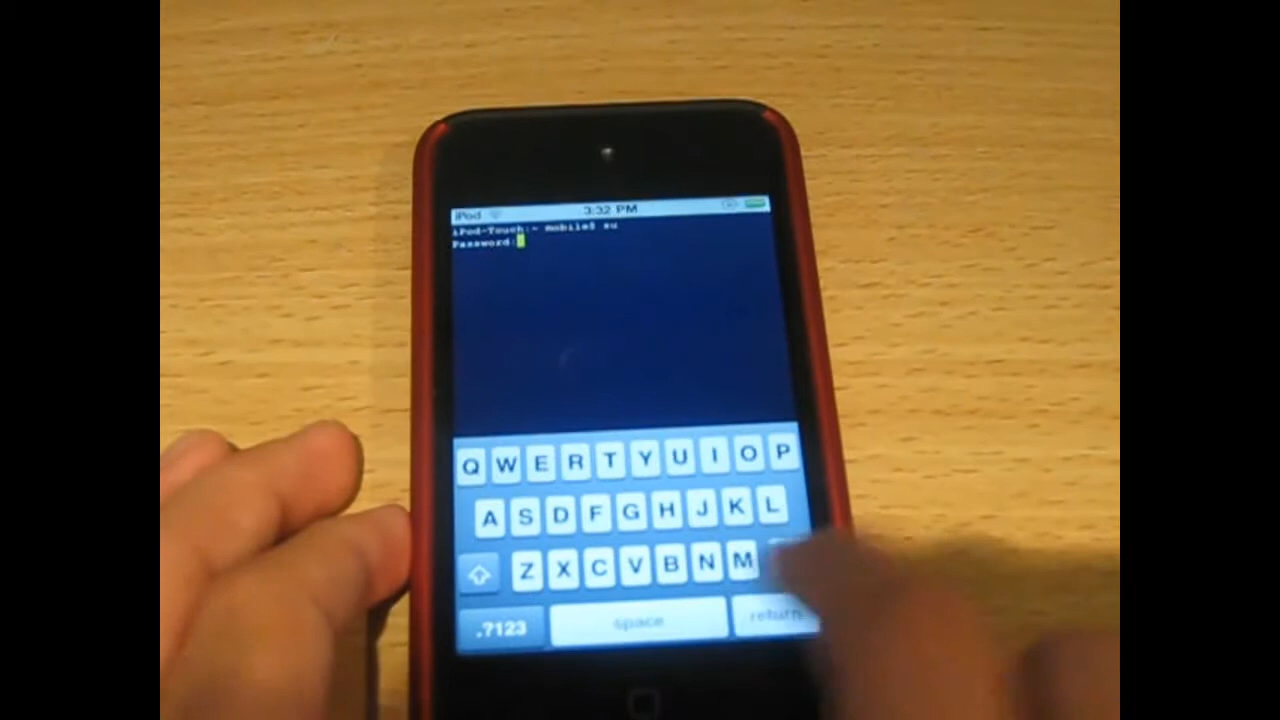 iPod 3:32 PM
iPod-Touch:~ mobile$ su
Password:
Q W E R T Y U I O P
A S D F G H J K L
Z X C V B N M
.?123 space return